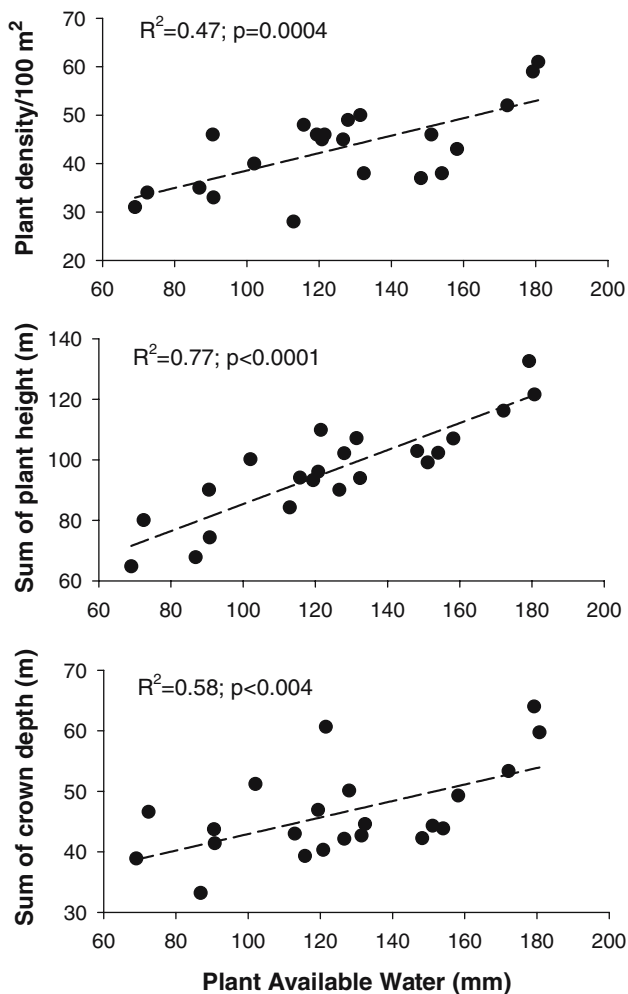 R²=0.47; p=0.0004
Plant density/100 m²
70
60
50
40
30
20
60 80 100 120 140 160 180 200
R²=0.77; p<0.0001
Sum of plant height (m)
140
120
100
80
60
60 80 100 120 140 160 180 200
R²=0.58; p<0.004
Sum of crown depth (m)
70
60
50
40
30
60 80 100 120 140 160 180 200
Plant Available Water (mm)